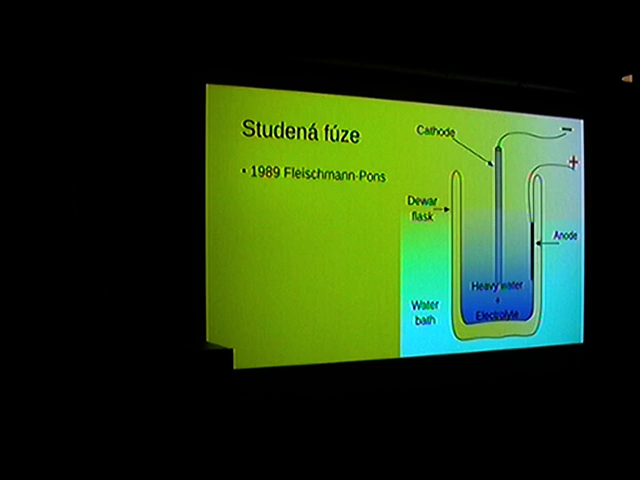 Studená fúze
• 1989 Fleischmann-Pons
Cathode
−
+
Dewar
flask
Anode
Heavy water
+
Electrolyte
Water
bath